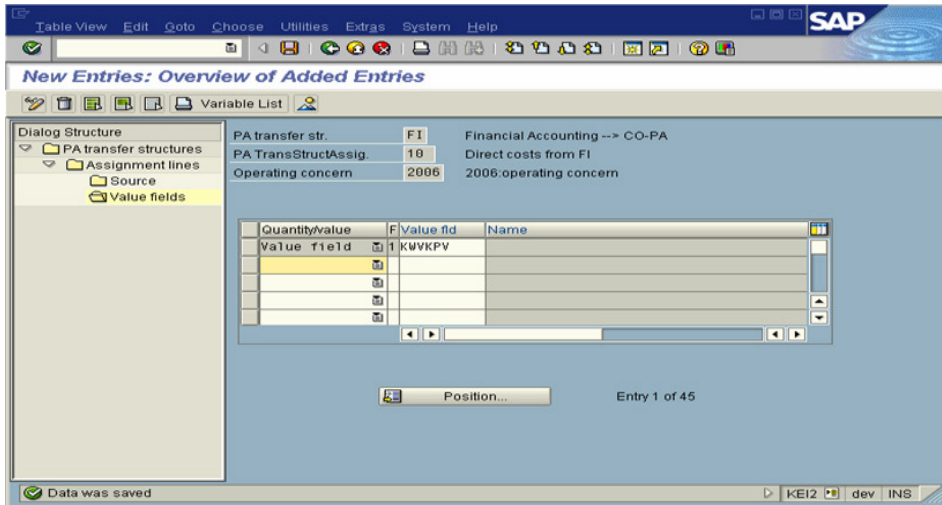 Table View Edit Goto Choose Utilities Extras System Help
SAP
New Entries: Overview of Added Entries
Variable List
Dialog Structure
PA transfer structures
Assignment lines
Source
Value fields
PA transfer str. FI Financial Accounting --> CO-PA
PA TransStructAssig. 10 Direct costs from FI
Operating concern 2006 2006:operating concern
Quantity/value F Value fld Name
Value field 1 KWVKPV
Position... Entry 1 of 45
Data was saved KEI2 dev INS